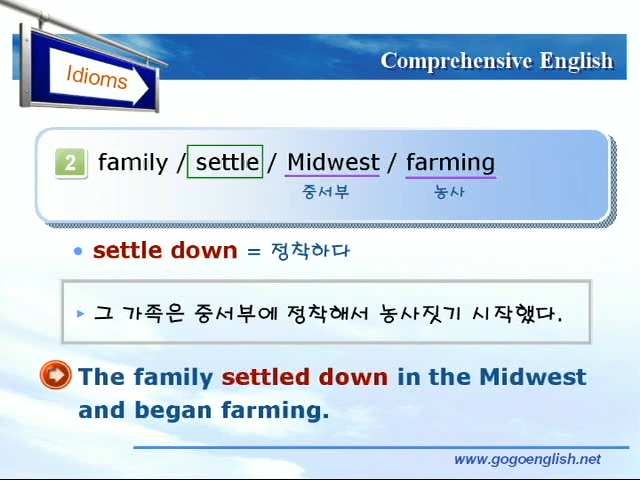 Idioms
Comprehensive English
2 family / settle / Midwest / farming
중서부 농사
• settle down = 정착하다
▸ 그 가족은 중서부에 정착해서 농사짓기 시작했다.
The family settled down in the Midwest
and began farming.
www.gogoenglish.net